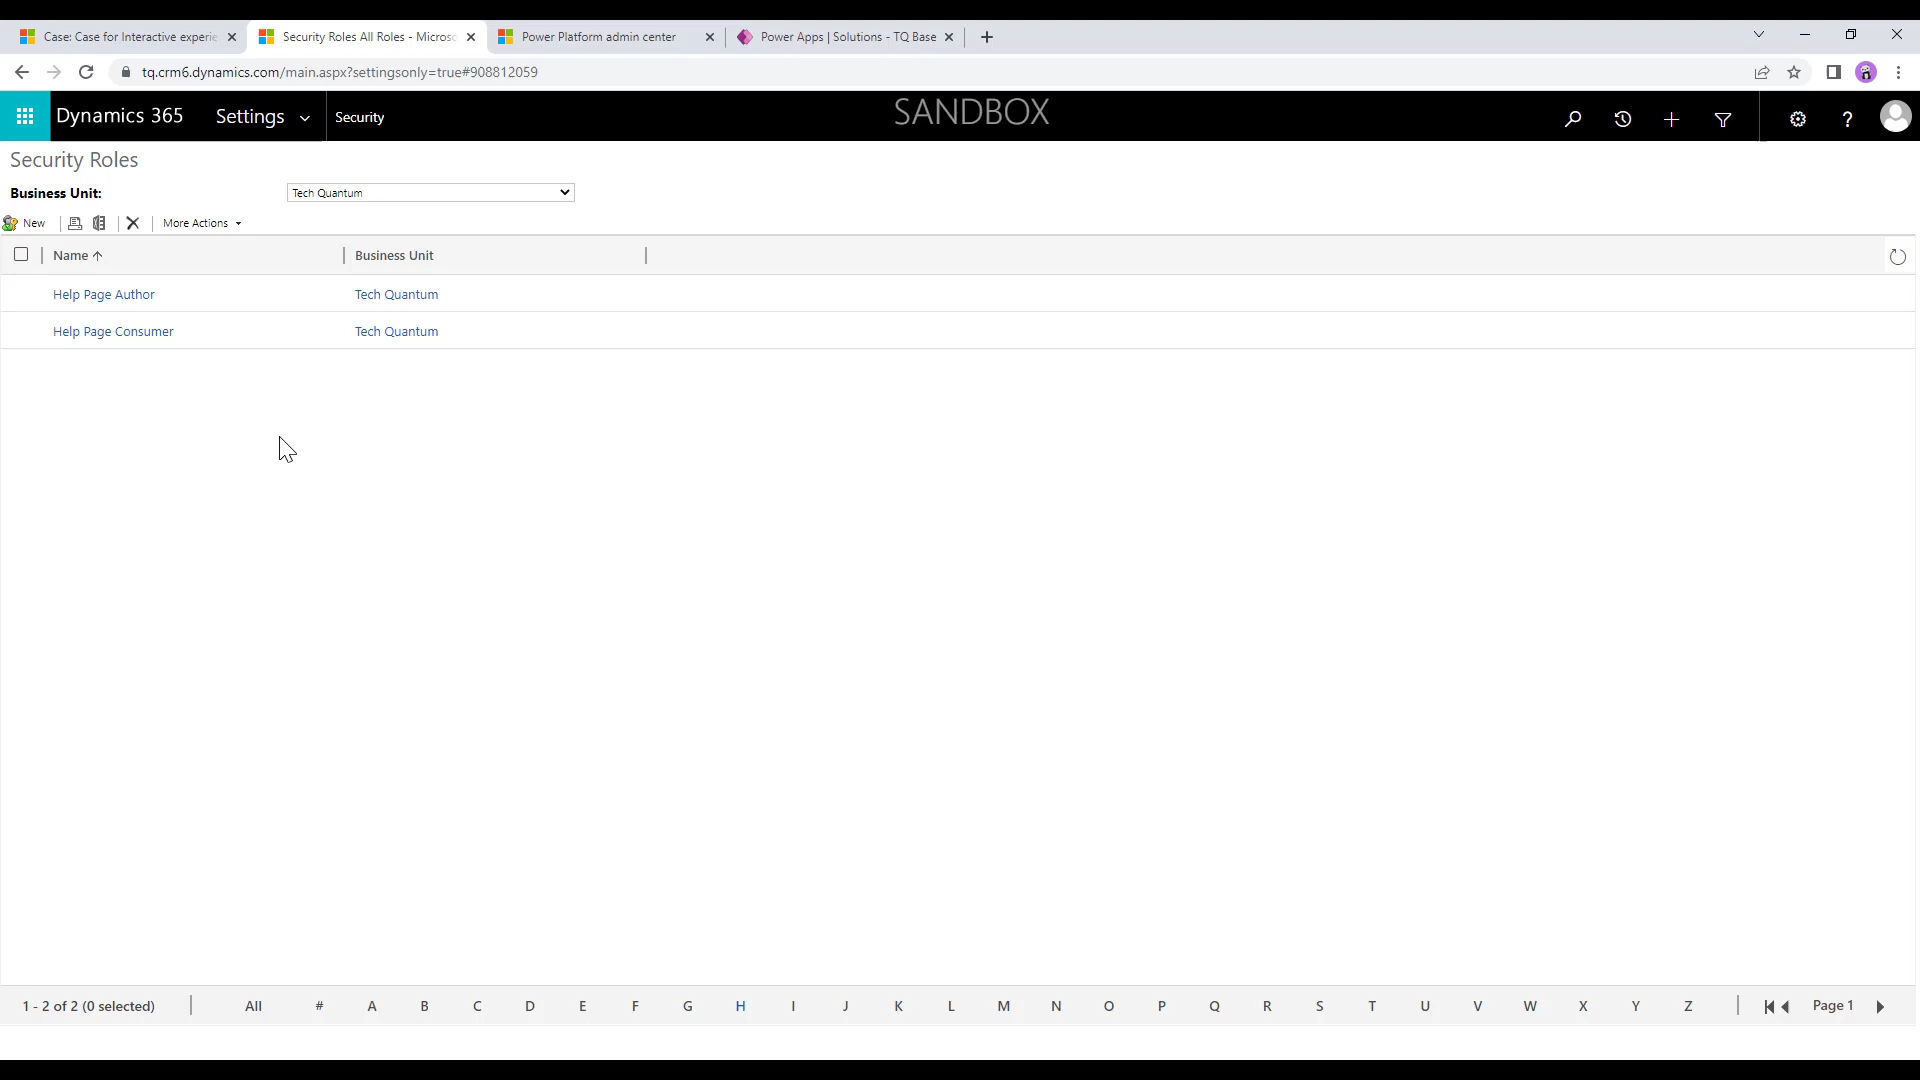 Case: Case for Interactive experie
Security Roles All Roles - Microso
Power Platform admin center
Power Apps | Solutions - TQ Base
tq.crm6.dynamics.com/main.aspx?settingsonly=true#908812059
Dynamics 365 Settings Security SANDBOX
Security Roles
Business Unit: Tech Quantum
New More Actions
Name Business Unit
Help Page Author Tech Quantum
Help Page Consumer Tech Quantum
1 - 2 of 2 (0 selected) All # A B C D E F G H I J K L M N O P Q R S T U V W X Y Z Page 1